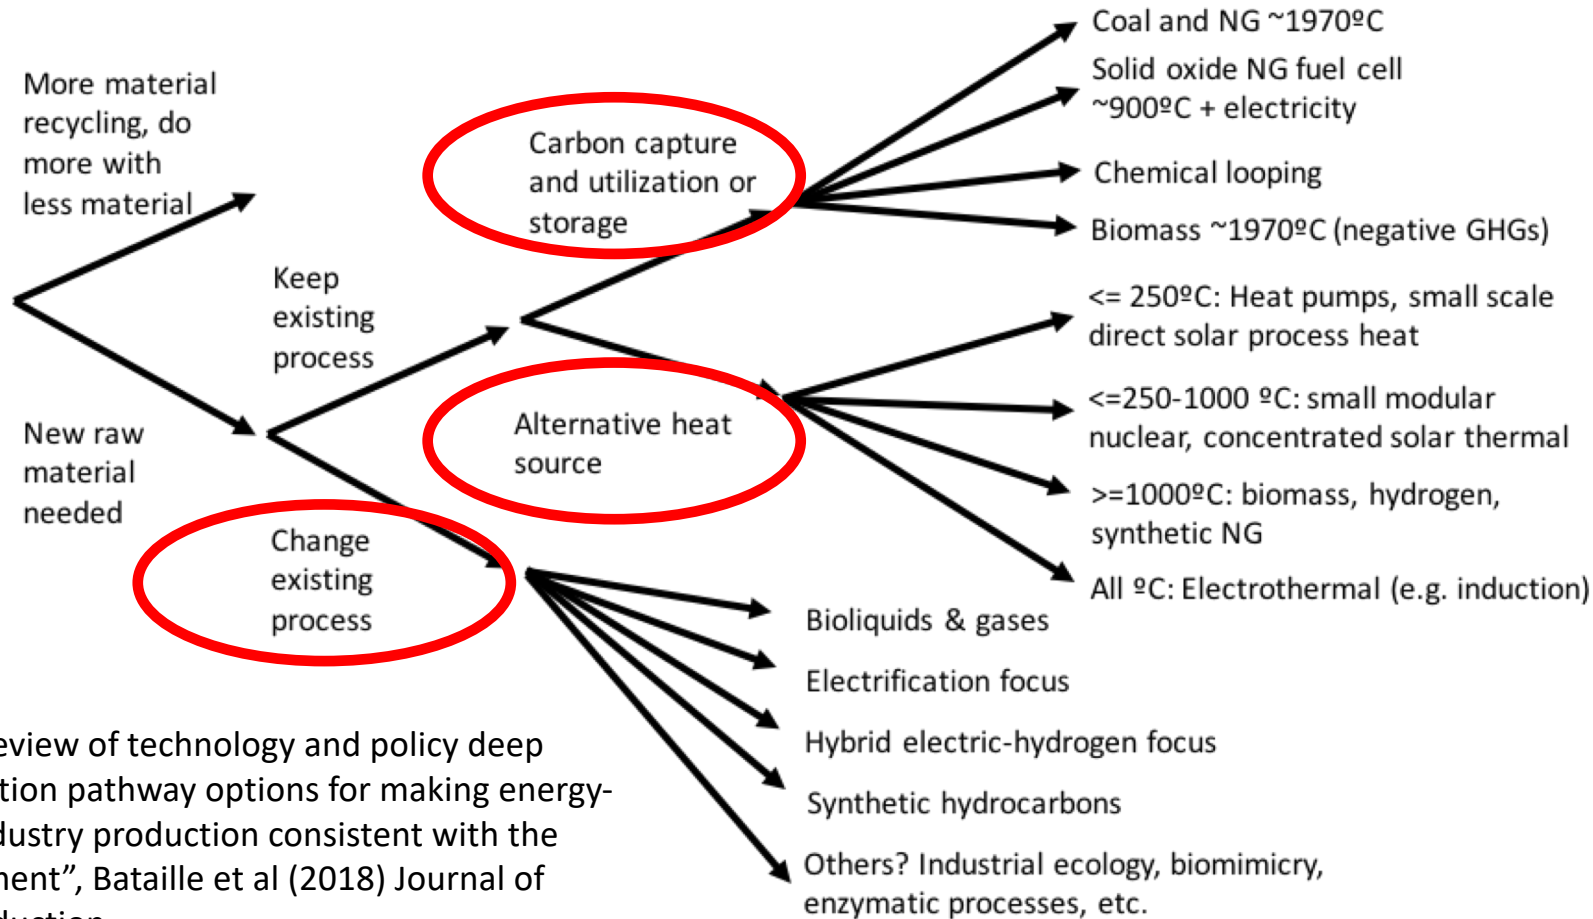 More material
recycling, do
more with
less material
New raw
material
needed
Keep
existing
process
Change
existing
process
Carbon capture
and utilization or
storage
Alternative heat
source
Coal and NG ~1970ºC
Solid oxide NG fuel cell
~900ºC + electricity
Chemical looping
Biomass ~1970ºC (negative GHGs)
<= 250ºC: Heat pumps, small scale
direct solar process heat
<=250-1000 ºC: small modular
nuclear, concentrated solar thermal
>=1000ºC: biomass, hydrogen,
synthetic NG
All ºC: Electrothermal (e.g. induction)
Bioliquids & gases
Electrification focus
Hybrid electric-hydrogen focus
Synthetic hydrocarbons
Others? Industrial ecology, biomimicry,
enzymatic processes, etc.
of technology and policy deep
pathway options for making energy-
production consistent with the
Bataille et al (2018) Journal of